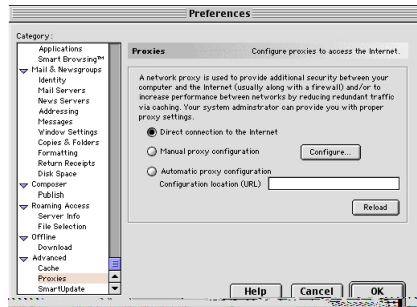 Preferences
Category:
Applications
Smart Browsing™
Mail & Newsgroups
Identity
Mail Servers
News Servers
Addressing
Messages
Window Settings
Copies & Folders
Formatting
Return Receipts
Disk Space
Composer
Publish
Roaming Access
Server Info
File Selection
Offline
Download
Advanced
Cache
Proxies
SmartUpdate
Proxies
Configure proxies to access the Internet.
A network proxy is used to provide additional security between your
computer and the Internet (usually along with a firewall) and/or to
increase performance between networks by reducing redundant traffic
via caching. Your system adminstrator can provide you with proper
proxy settings.
Direct connection to the Internet
Manual proxy configuration
Configure...
Automatic proxy configuration
Configuration location (URL)
Reload
Help
Cancel
OK